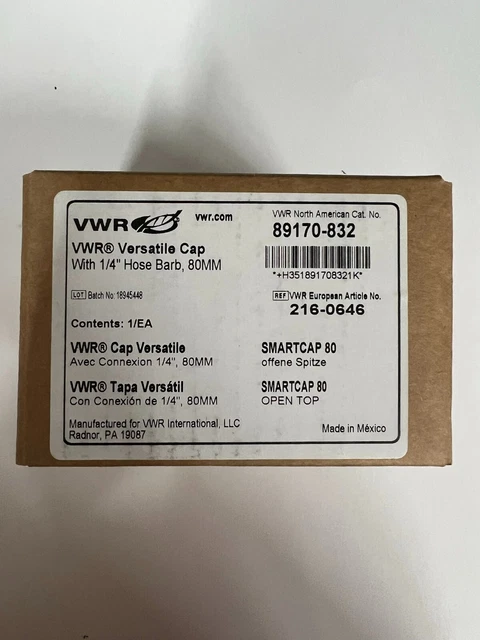 VWR vwr.com
VWR® Versatile Cap
With 1/4" Hose Barb, 80MM
VWR North American Cat. No.
89170-832
*+H351891708321K*
LOT Batch No: 18945448
REF VWR European Article No.
216-0646
Contents: 1/EA
VWR® Cap Versatile
Avec Connexion 1/4", 80MM
SMARTCAP 80
offene Spitze
VWR® Tapa Versátil
Con Conexión de 1/4", 80MM
SMARTCAP 80
OPEN TOP
Manufactured for VWR International, LLC
Radnor, PA 19087
Made in México